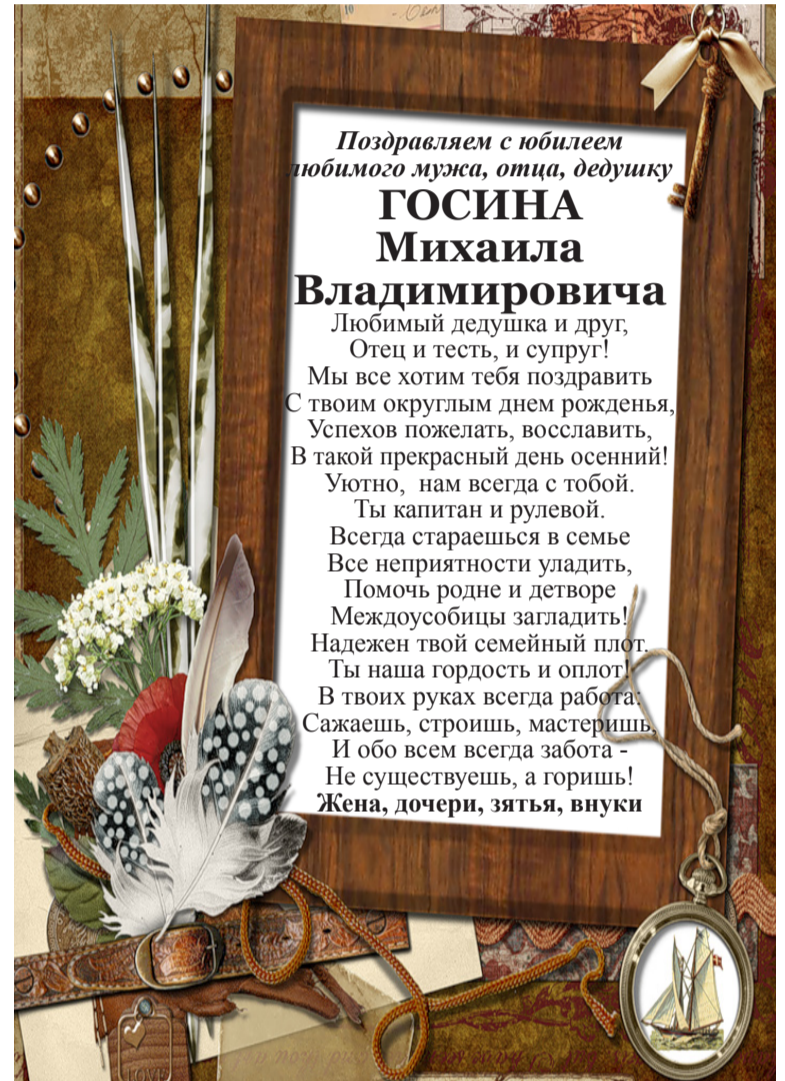 Поздравляем с юбилеем
любимого мужа, отца, дедушку
ГОСИНА
Михаила
Владимировича
Любимый дедушка и друг,
Отец и тесть, и супруг!
Мы все хотим тебя поздравить
С твоим округлым днем рожденья,
Успехов пожелать, восславить,
В такой прекрасный день осенний!
Уютно, нам всегда с тобой.
Ты капитан и рулевой.
Всегда стараешься в семье
Все неприятности уладить,
Помочь родне и детворе
Междоусобицы загладить!
Надежен твой семейный плот.
Ты наша гордость и оплот!
В твоих руках всегда работа:
Сажаешь, строишь, мастеришь,
И обо всем всегда забота -
Не существуешь, а горишь!
Жена, дочери, зятья, внуки
LOVE